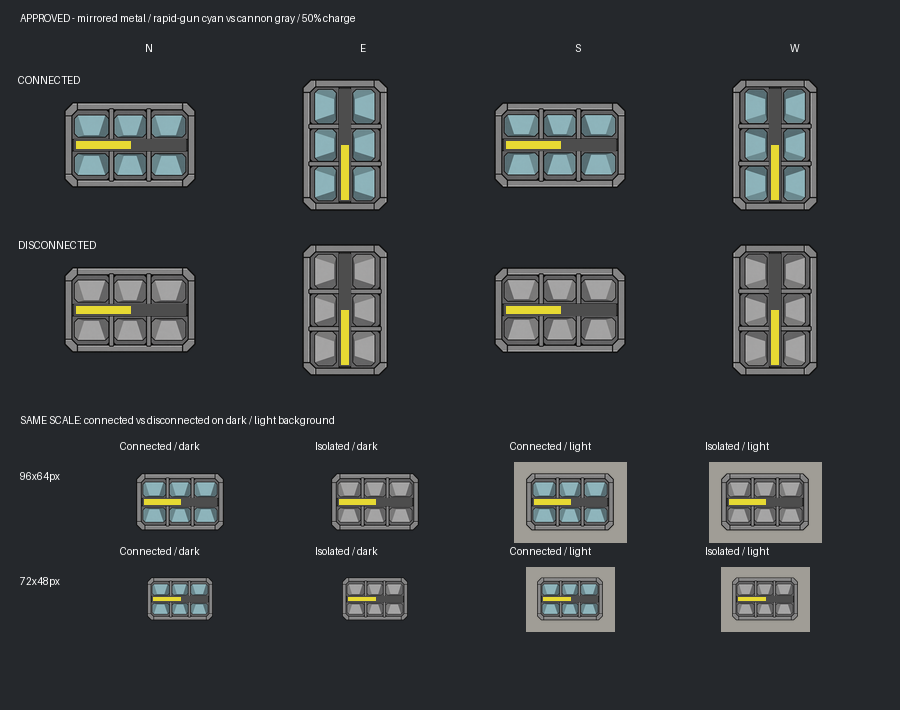 APPROVED - mirrored metal / rapid-gun cyan vs cannon gray / 50% charge
N E S W
CONNECTED
DISCONNECTED
SAME SCALE: connected vs disconnected on dark / light background
Connected / dark Isolated / dark Connected / light Isolated / light
96x64px
Connected / dark Isolated / dark Connected / light Isolated / light
72x48px